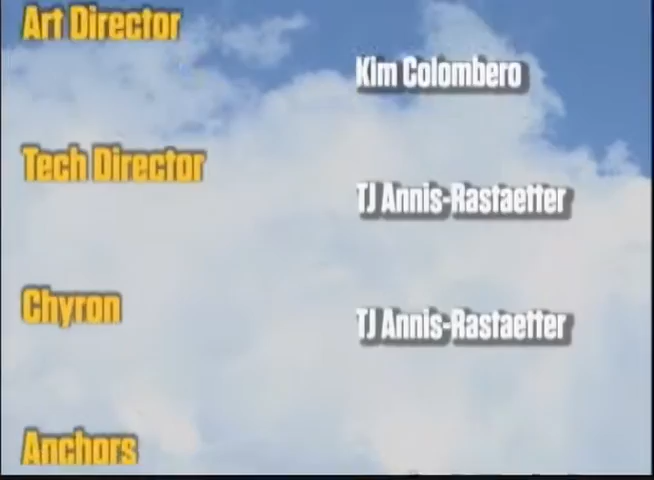 Art Director
Kim Colombero
Tech Director
TJ Annis-Rastaetter
Chyron
TJ Annis-Rastaetter
Anchors